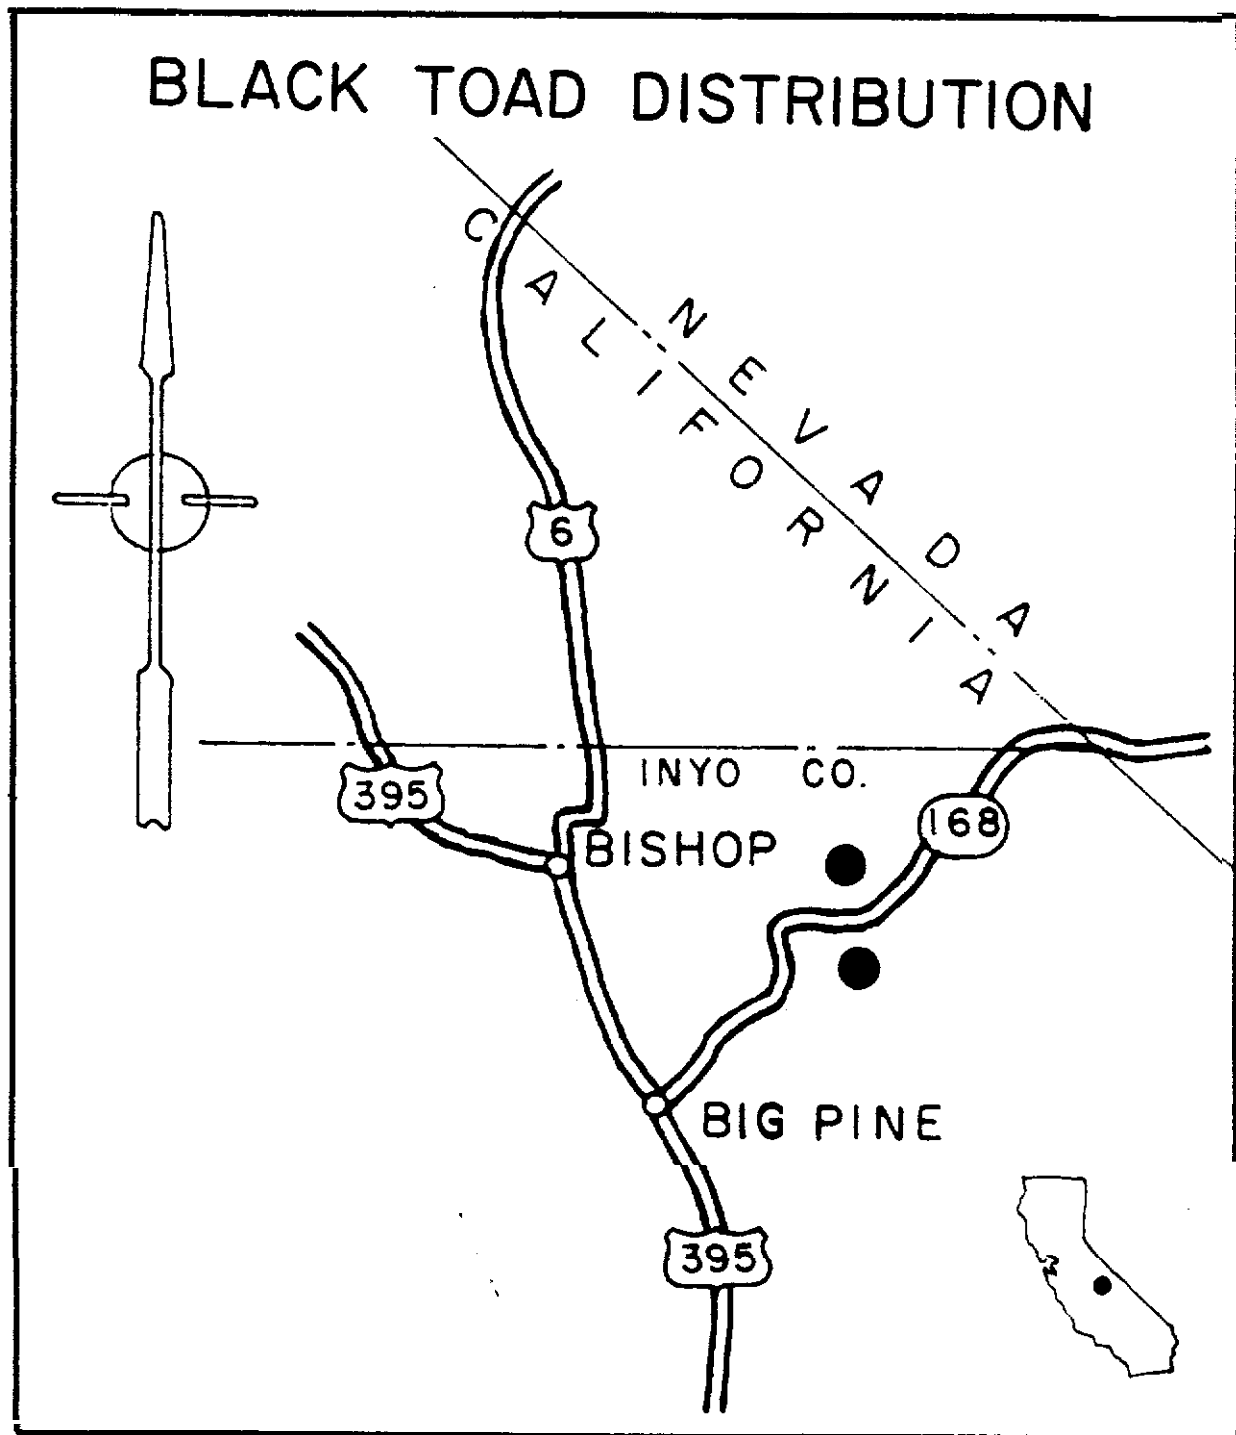 BLACK TOAD DISTRIBUTION
CALIFORNIA
NEVADA
6
INYO CO.
395
168
BISHOP
BIG PINE
395